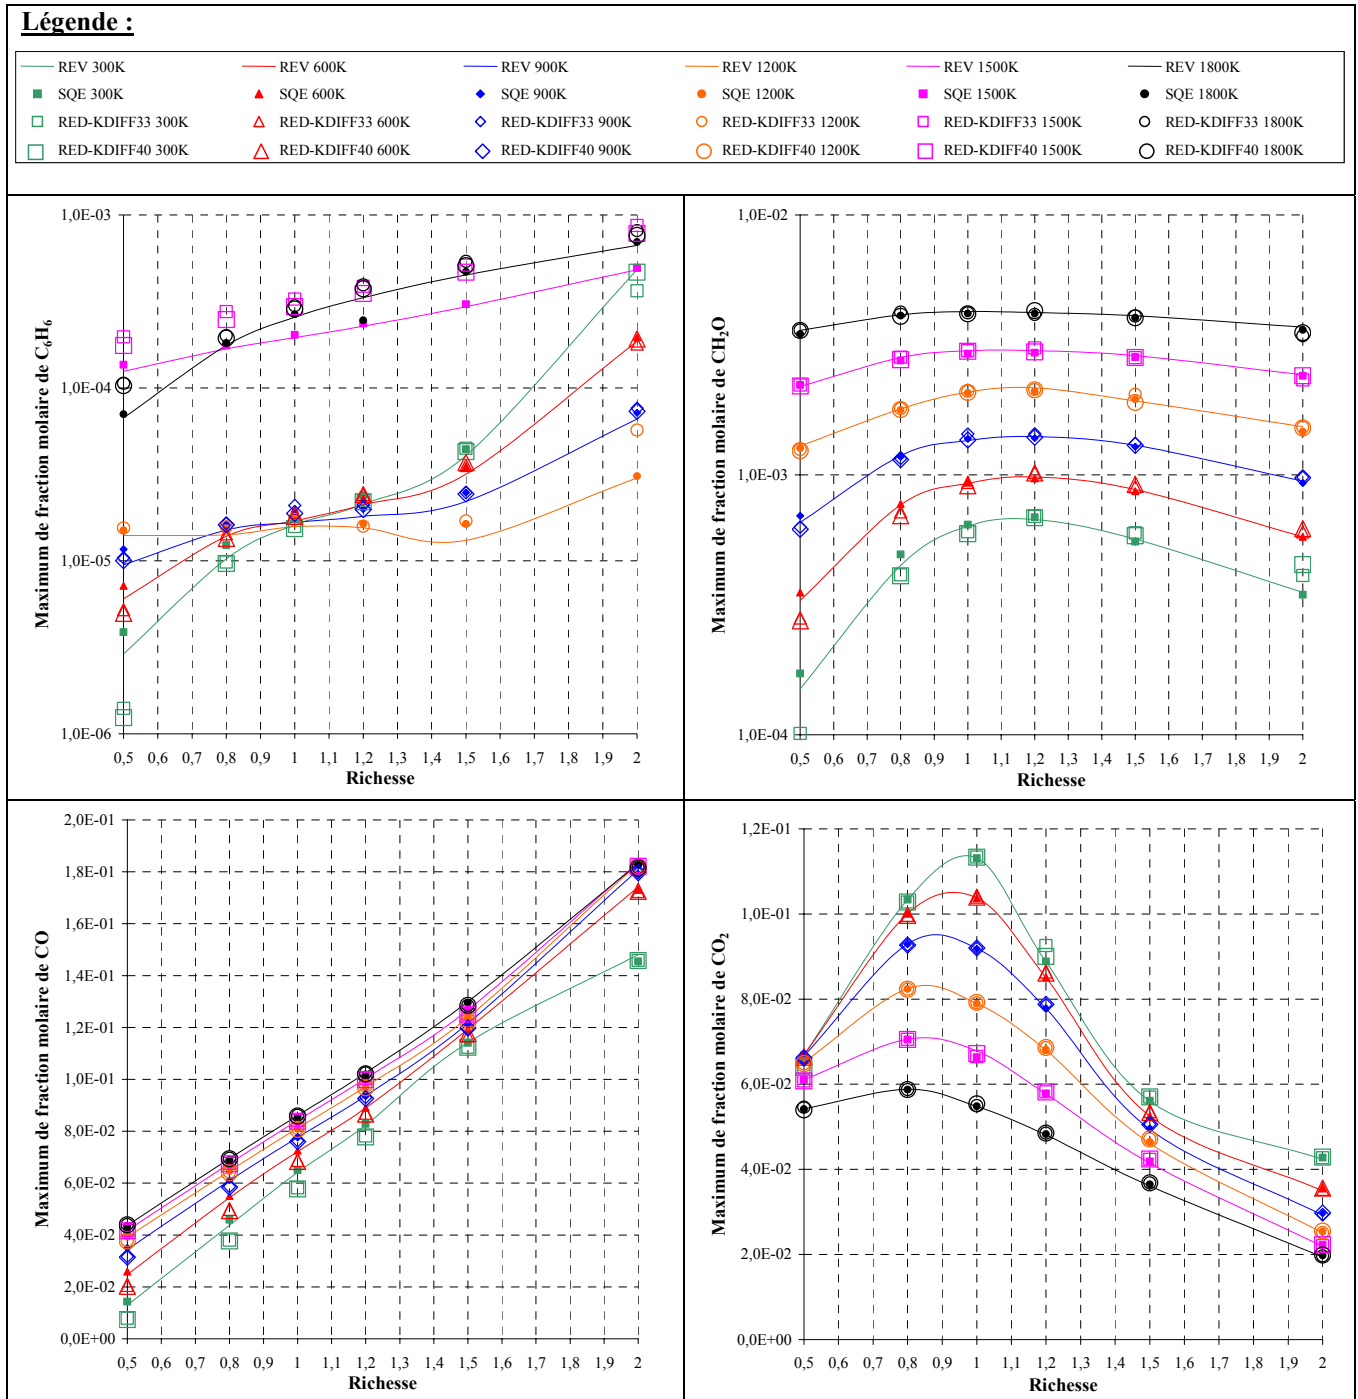 Légende :
REV 300K REV 600K REV 900K REV 1200K REV 1500K REV 1800K
SQE 300K SQE 600K SQE 900K SQE 1200K SQE 1500K SQE 1800K
RED-KDIFF33 300K RED-KDIFF33 600K RED-KDIFF33 900K RED-KDIFF33 1200K RED-KDIFF33 1500K RED-KDIFF33 1800K
RED-KDIFF40 300K RED-KDIFF40 600K RED-KDIFF40 900K RED-KDIFF40 1200K RED-KDIFF40 1500K RED-KDIFF40 1800K
Maximum de fraction molaire de C₆H₆
1,0E-03
1,0E-04
1,0E-05
1,0E-06
0,5 0,6 0,7 0,8 0,9 1 1,1 1,2 1,3 1,4 1,5 1,6 1,7 1,8 1,9 2
Richesse
Maximum de fraction molaire de CH₂O
1,0E-02
1,0E-03
1,0E-04
0,5 0,6 0,7 0,8 0,9 1 1,1 1,2 1,3 1,4 1,5 1,6 1,7 1,8 1,9 2
Richesse
Maximum de fraction molaire de CO
2,0E-01
1,8E-01
1,6E-01
1,4E-01
1,2E-01
1,0E-01
8,0E-02
6,0E-02
4,0E-02
2,0E-02
0,0E+00
0,5 0,6 0,7 0,8 0,9 1 1,1 1,2 1,3 1,4 1,5 1,6 1,7 1,8 1,9 2
Richesse
Maximum de fraction molaire de CO₂
1,2E-01
1,0E-01
8,0E-02
6,0E-02
4,0E-02
2,0E-02
0,0E+00
0,5 0,6 0,7 0,8 0,9 1 1,1 1,2 1,3 1,4 1,5 1,6 1,7 1,8 1,9 2
Richesse